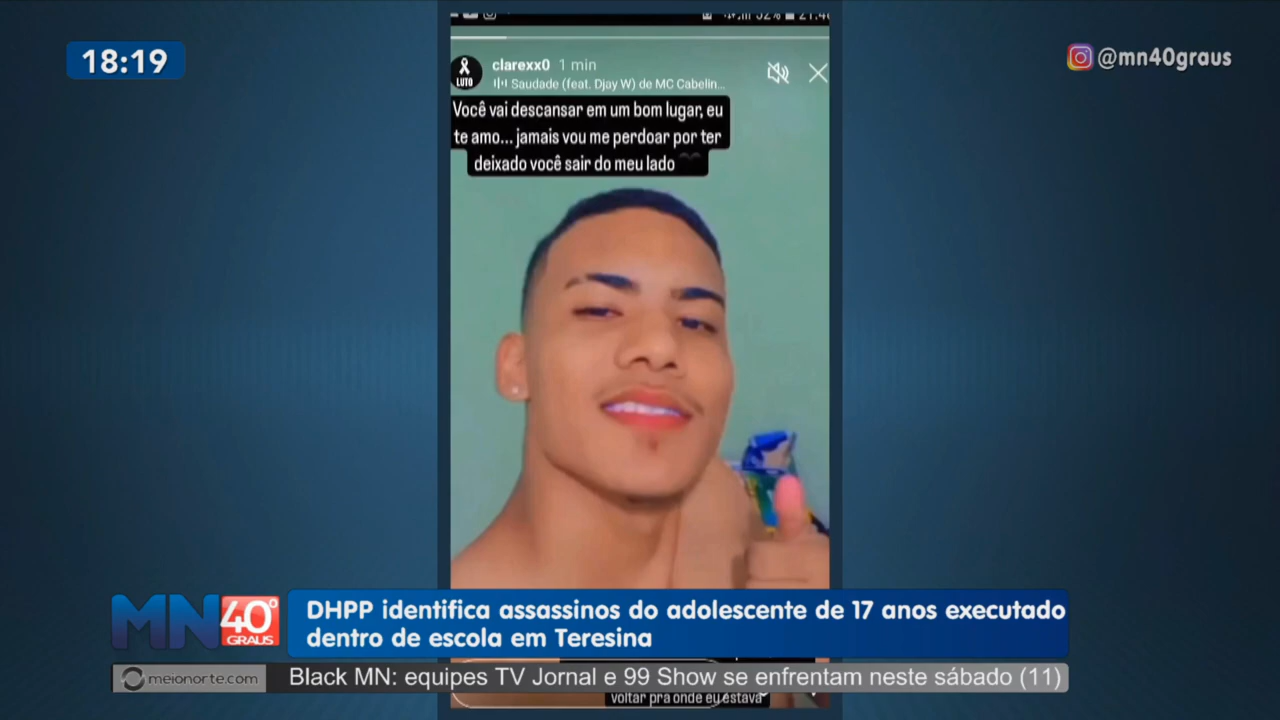 18:19
@mn40graus
clarexx0 1 min
Saudade (feat. Djay W) de MC Cabelin...
LUTO
Você vai descansar em um bom lugar, eu
te amo... jamais vou me perdoar por ter
deixado você sair do meu lado
MN 40°
GRAUS
DHPP identifica assassinos do adolescente de 17 anos executado
dentro de escola em Teresina
meionorte.com
Black MN: equipes TV Jornal e 99 Show se enfrentam neste sábado (11)
voltar pra onde eu estava